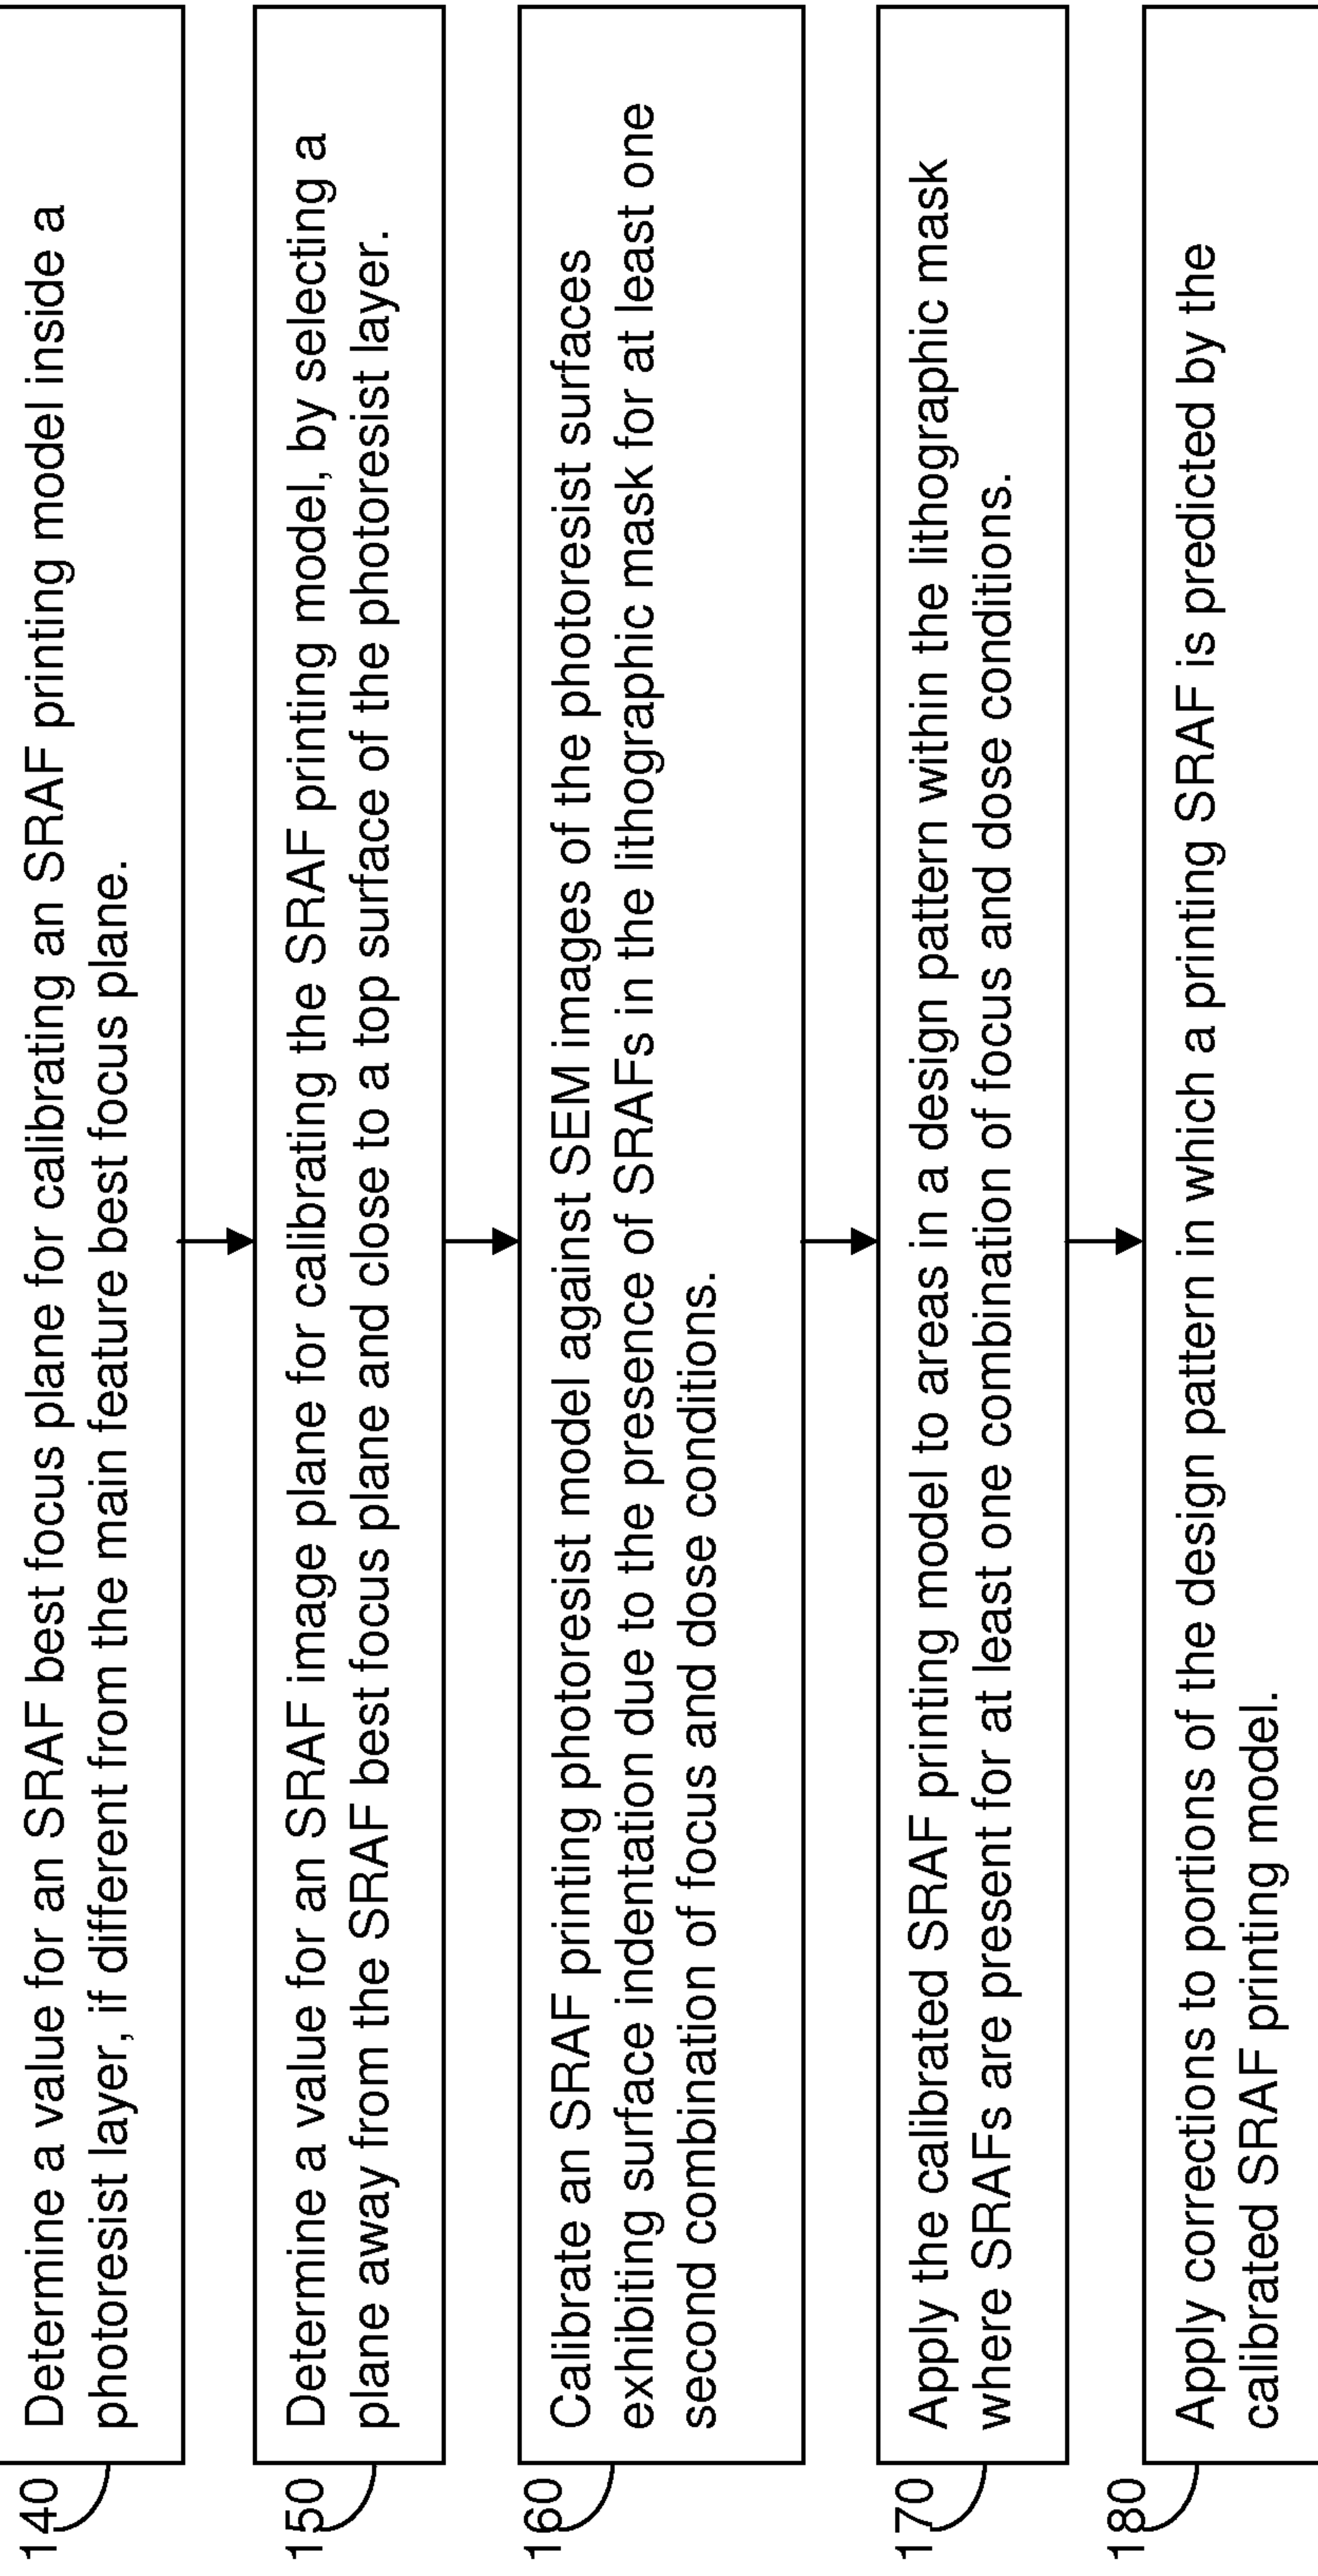 140
Determine a value for an SRAF best focus plane for calibrating an SRAF printing model inside a
photoresist layer, if different from the main feature best focus plane.
150
Determine a value for an SRAF image plane for calibrating the SRAF printing model, by selecting a
plane away from the SRAF best focus plane and close to a top surface of the photoresist layer.
160
Calibrate an SRAF printing photoresist model against SEM images of the photoresist surfaces
exhibiting surface indentation due to the presence of SRAFs in the lithographic mask for at least one
second combination of focus and dose conditions.
170
Apply the calibrated SRAF printing model to areas in a design pattern within the lithographic mask
where SRAFs are present for at least one combination of focus and dose conditions.
180
Apply corrections to portions of the design pattern in which a printing SRAF is predicted by the
calibrated SRAF printing model.